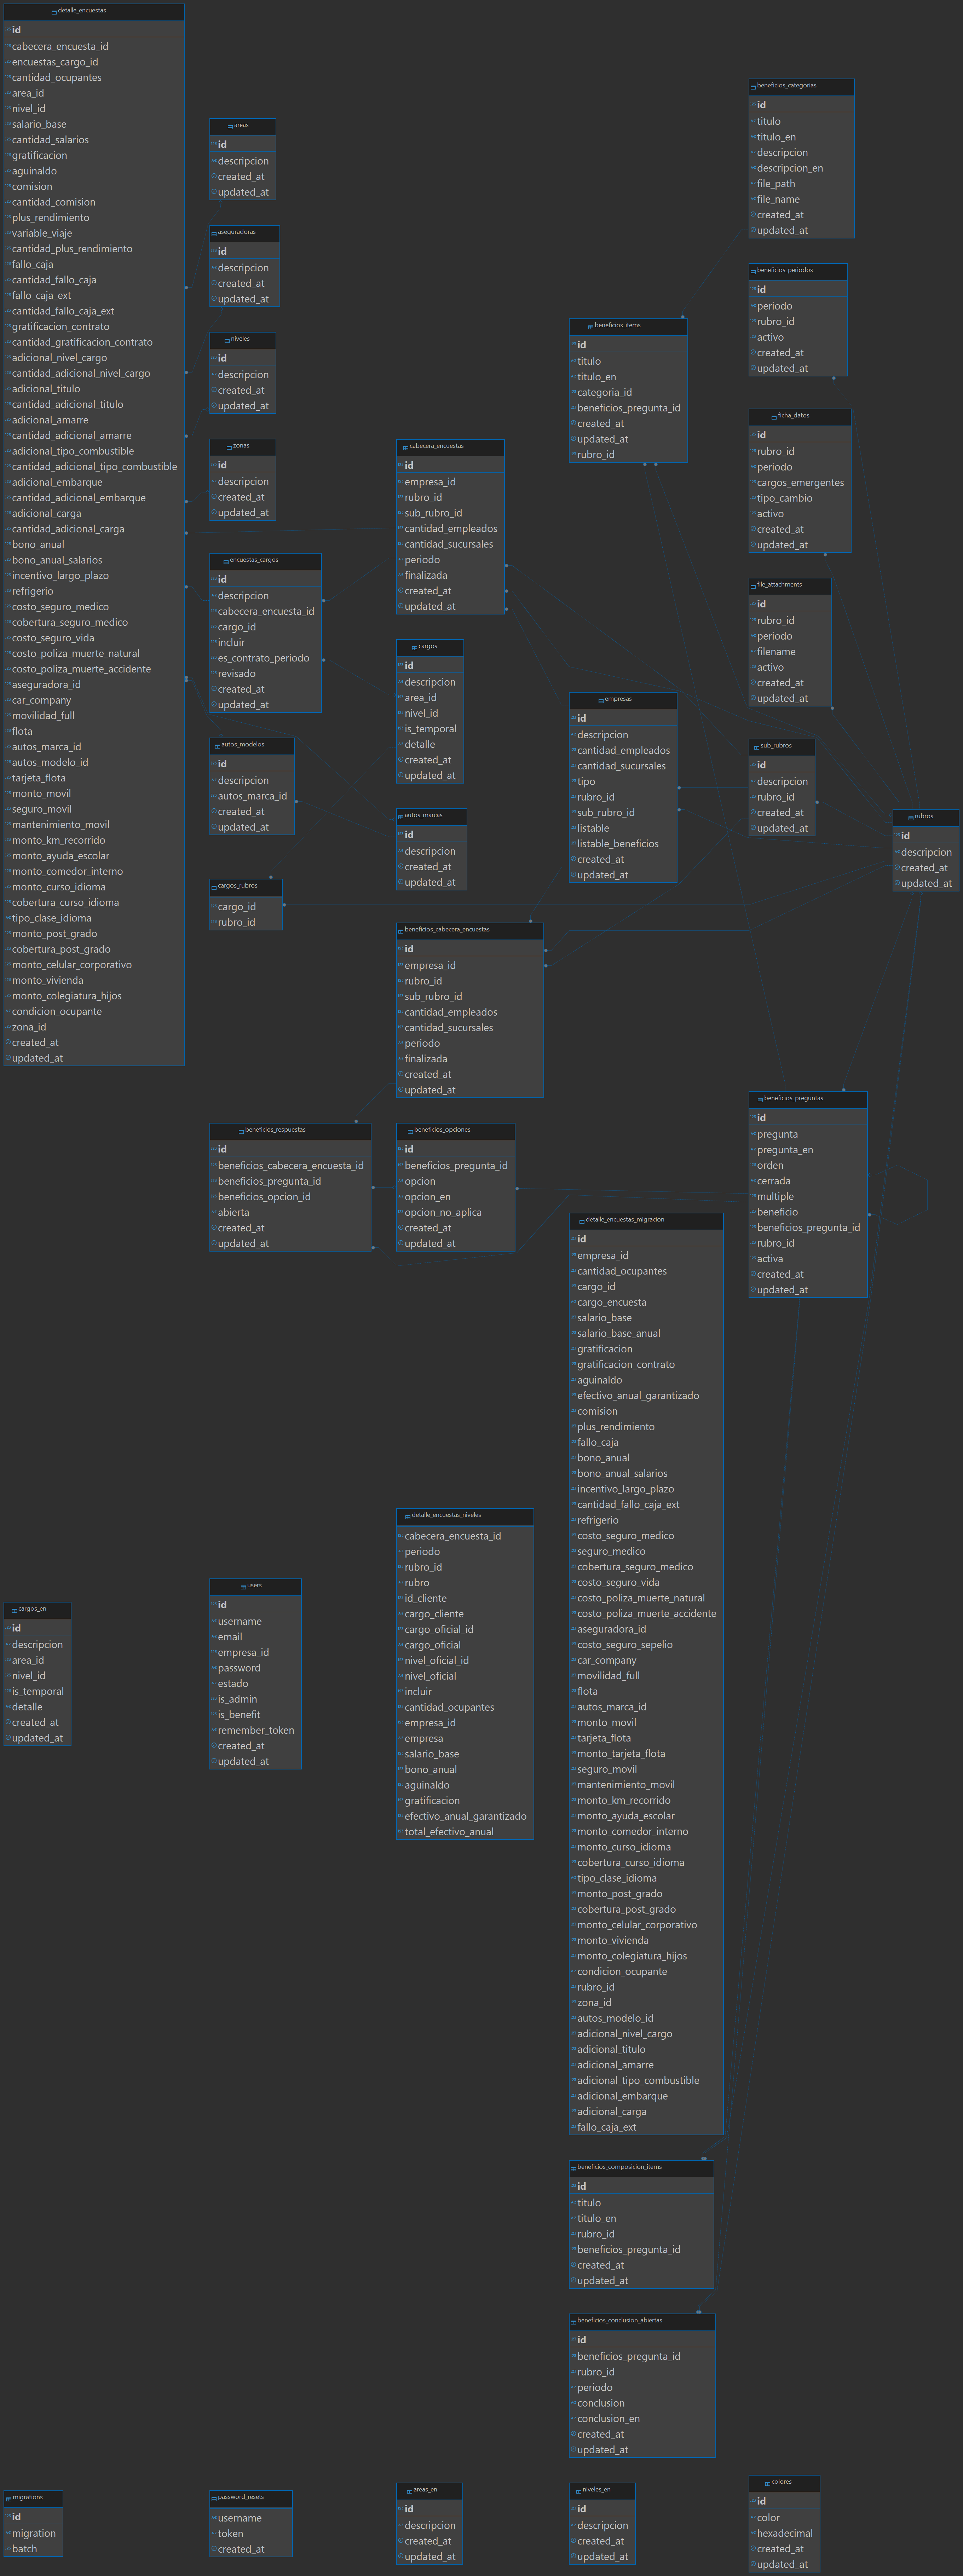 detalle_encuestas
id
cabecera_encuesta_id
encuestas_cargo_id
cantidad_ocupantes
area_id
nivel_id
salario_base
cantidad_salarios
gratificacion
aguinaldo
comision
cantidad_comision
plus_rendimiento
variable_viaje
cantidad_plus_rendimiento
fallo_caja
cantidad_fallo_caja
fallo_caja_ext
cantidad_fallo_caja_ext
gratificacion_contrato
cantidad_gratificacion_contrato
adicional_nivel_cargo
cantidad_adicional_nivel_cargo
adicional_titulo
cantidad_adicional_titulo
adicional_amarre
cantidad_adicional_amarre
adicional_tipo_combustible
cantidad_adicional_tipo_combustible
adicional_embarque
cantidad_adicional_embarque
adicional_carga
cantidad_adicional_carga
bono_anual
bono_anual_salarios
incentivo_largo_plazo
refrigerio
costo_seguro_medico
cobertura_seguro_medico
costo_seguro_vida
costo_poliza_muerte_natural
costo_poliza_muerte_accidente
aseguradora_id
car_company
movilidad_full
flota
autos_marca_id
autos_modelo_id
tarjeta_flota
monto_movil
seguro_movil
mantenimiento_movil
monto_km_recorrido
monto_ayuda_escolar
monto_comedor_interno
monto_curso_idioma
cobertura_curso_idioma
tipo_clase_idioma
monto_post_grado
cobertura_post_grado
monto_celular_corporativo
monto_vivienda
monto_colegiatura_hijos
condicion_ocupante
zona_id
created_at
updated_at
areas
id
descripcion
created_at
updated_at
aseguradoras
id
descripcion
created_at
updated_at
niveles
id
descripcion
created_at
updated_at
zonas
id
descripcion
created_at
updated_at
encuestas_cargos
id
descripcion
cabecera_encuesta_id
cargo_id
incluir
es_contrato_periodo
revisado
created_at
updated_at
autos_modelos
id
descripcion
autos_marca_id
created_at
updated_at
cargos_rubros
cargo_id
rubro_id
cabecera_encuestas
id
empresa_id
rubro_id
sub_rubro_id
cantidad_empleados
cantidad_sucursales
periodo
finalizada
created_at
updated_at
cargos
id
descripcion
area_id
nivel_id
is_temporal
detalle
created_at
updated_at
autos_marcas
id
descripcion
created_at
updated_at
beneficios_cabecera_encuestas
id
empresa_id
rubro_id
sub_rubro_id
cantidad_empleados
cantidad_sucursales
periodo
finalizada
created_at
updated_at
beneficios_items
id
titulo
titulo_en
categoria_id
beneficios_pregunta_id
created_at
updated_at
rubro_id
empresas
id
descripcion
cantidad_empleados
cantidad_sucursales
tipo
rubro_id
sub_rubro_id
listable
listable_beneficios
created_at
updated_at
beneficios_categorias
id
titulo
titulo_en
descripcion
descripcion_en
file_path
file_name
created_at
updated_at
beneficios_periodos
id
periodo
rubro_id
activo
created_at
updated_at
ficha_datos
id
rubro_id
periodo
cargos_emergentes
tipo_cambio
activo
created_at
updated_at
file_attachments
id
rubro_id
periodo
filename
activo
created_at
updated_at
sub_rubros
id
descripcion
rubro_id
created_at
updated_at
rubros
id
descripcion
created_at
updated_at
beneficios_respuestas
id
beneficios_cabecera_encuesta_id
beneficios_pregunta_id
beneficios_opcion_id
abierta
created_at
updated_at
beneficios_opciones
id
beneficios_pregunta_id
opcion
opcion_en
opcion_no_aplica
created_at
updated_at
beneficios_preguntas
id
pregunta
pregunta_en
orden
cerrada
multiple
beneficio
beneficios_pregunta_id
rubro_id
activa
created_at
updated_at
detalle_encuestas_migracion
id
empresa_id
cantidad_ocupantes
cargo_id
cargo_encuesta
salario_base
salario_base_anual
gratificacion
gratificacion_contrato
aguinaldo
efectivo_anual_garantizado
comision
plus_rendimiento
fallo_caja
bono_anual
bono_anual_salarios
incentivo_largo_plazo
cantidad_fallo_caja_ext
refrigerio
costo_seguro_medico
seguro_medico
cobertura_seguro_medico
costo_seguro_vida
costo_poliza_muerte_natural
costo_poliza_muerte_accidente
aseguradora_id
costo_seguro_sepelio
car_company
movilidad_full
flota
autos_marca_id
monto_movil
tarjeta_flota
monto_tarjeta_flota
seguro_movil
mantenimiento_movil
monto_km_recorrido
monto_ayuda_escolar
monto_comedor_interno
monto_curso_idioma
cobertura_curso_idioma
tipo_clase_idioma
monto_post_grado
cobertura_post_grado
monto_celular_corporativo
monto_vivienda
monto_colegiatura_hijos
condicion_ocupante
rubro_id
zona_id
autos_modelo_id
adicional_nivel_cargo
adicional_titulo
adicional_amarre
adicional_tipo_combustible
adicional_embarque
adicional_carga
fallo_caja_ext
cargos_en
id
descripcion
area_id
nivel_id
is_temporal
detalle
created_at
updated_at
users
id
username
email
empresa_id
password
estado
is_admin
is_benefit
remember_token
created_at
updated_at
detalle_encuestas_niveles
cabecera_encuesta_id
periodo
rubro_id
rubro
id_cliente
cargo_cliente
cargo_oficial_id
cargo_oficial
nivel_oficial_id
nivel_oficial
incluir
cantidad_ocupantes
empresa_id
empresa
salario_base
bono_anual
aguinaldo
gratificacion
efectivo_anual_garantizado
total_efectivo_anual
beneficios_composicion_items
id
titulo
titulo_en
rubro_id
beneficios_pregunta_id
created_at
updated_at
beneficios_conclusion_abiertas
id
beneficios_pregunta_id
rubro_id
periodo
conclusion
conclusion_en
created_at
updated_at
migrations
id
migration
batch
password_resets
username
token
created_at
areas_en
id
descripcion
created_at
updated_at
niveles_en
id
descripcion
created_at
updated_at
colores
id
color
hexadecimal
created_at
updated_at